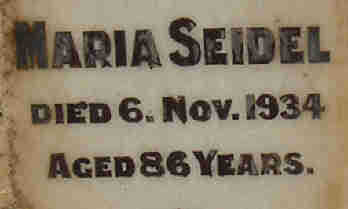 MARIA SEIDEL
DIED 6. NOV. 1934
AGED 86 YEARS.